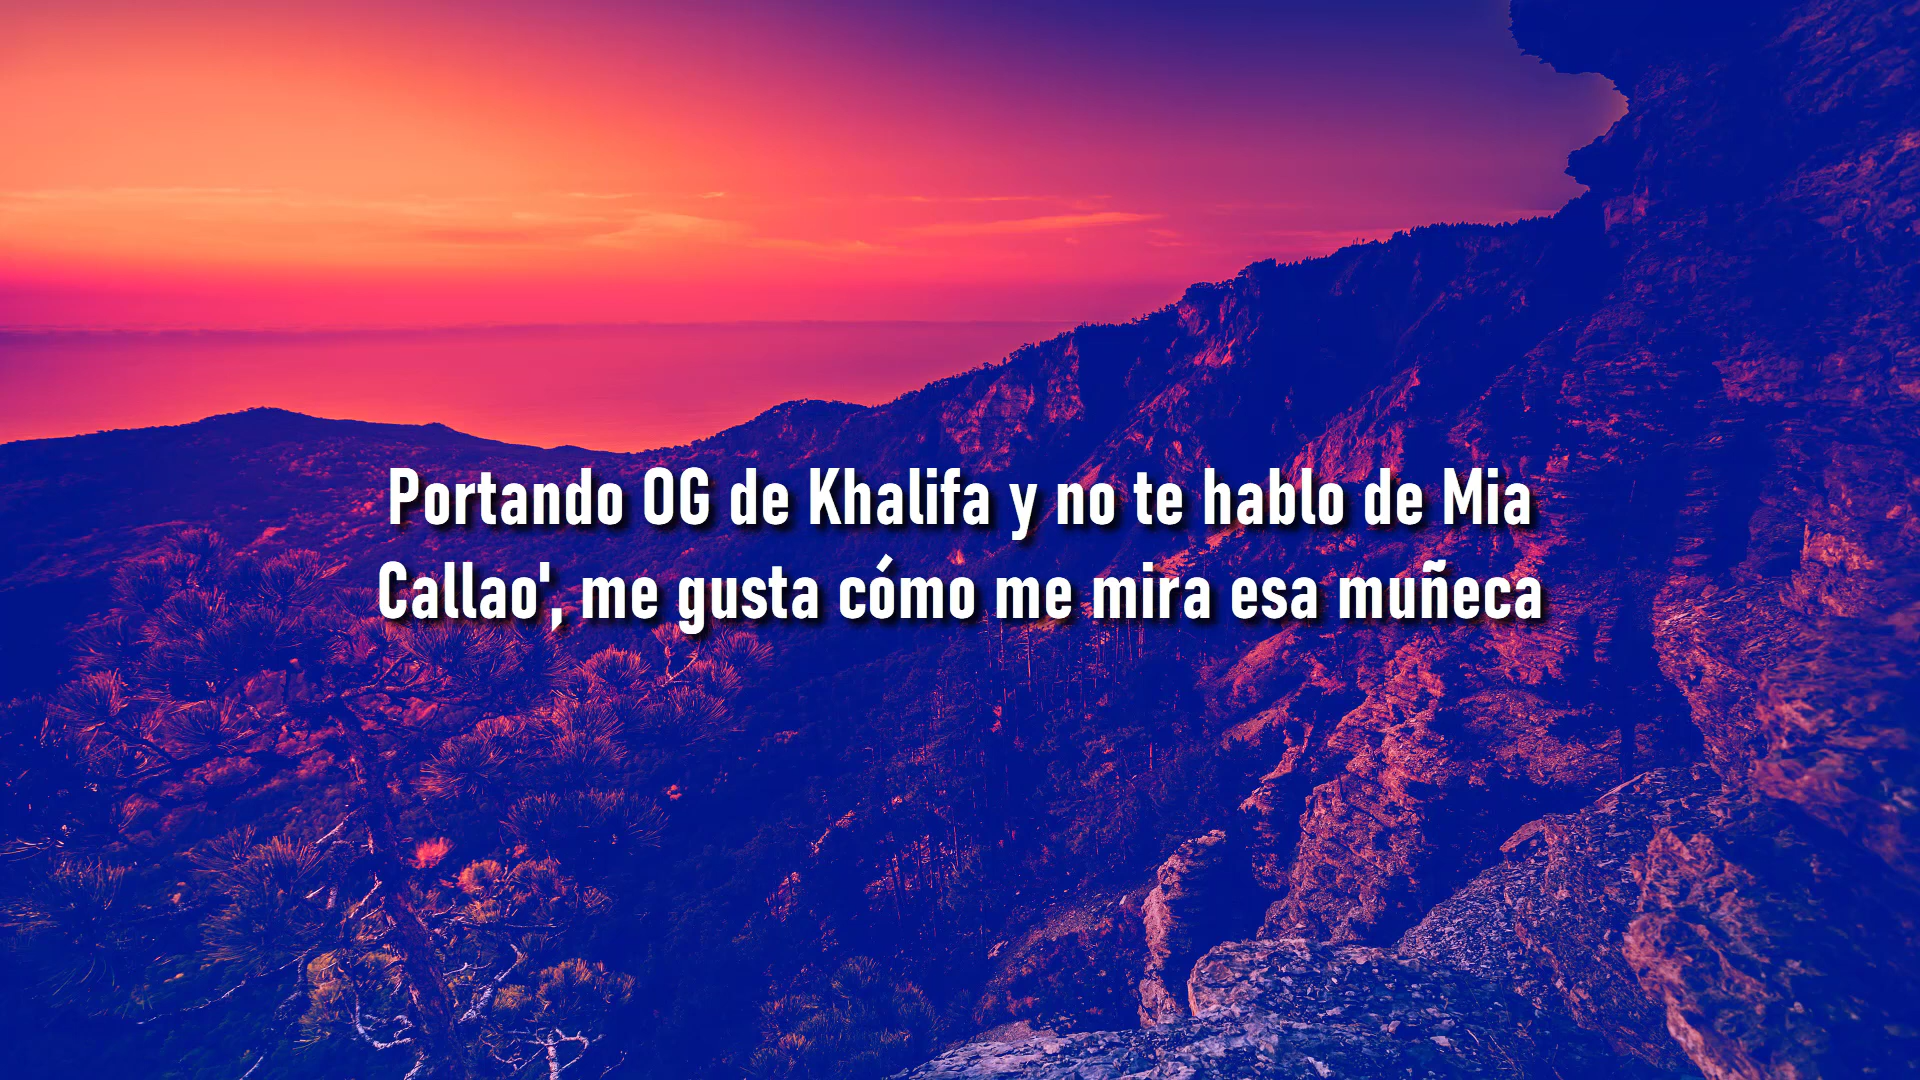 Portando OG de Khalifa y no te hablo de Mia
Callao', me gusta cómo me mira esa muñeca